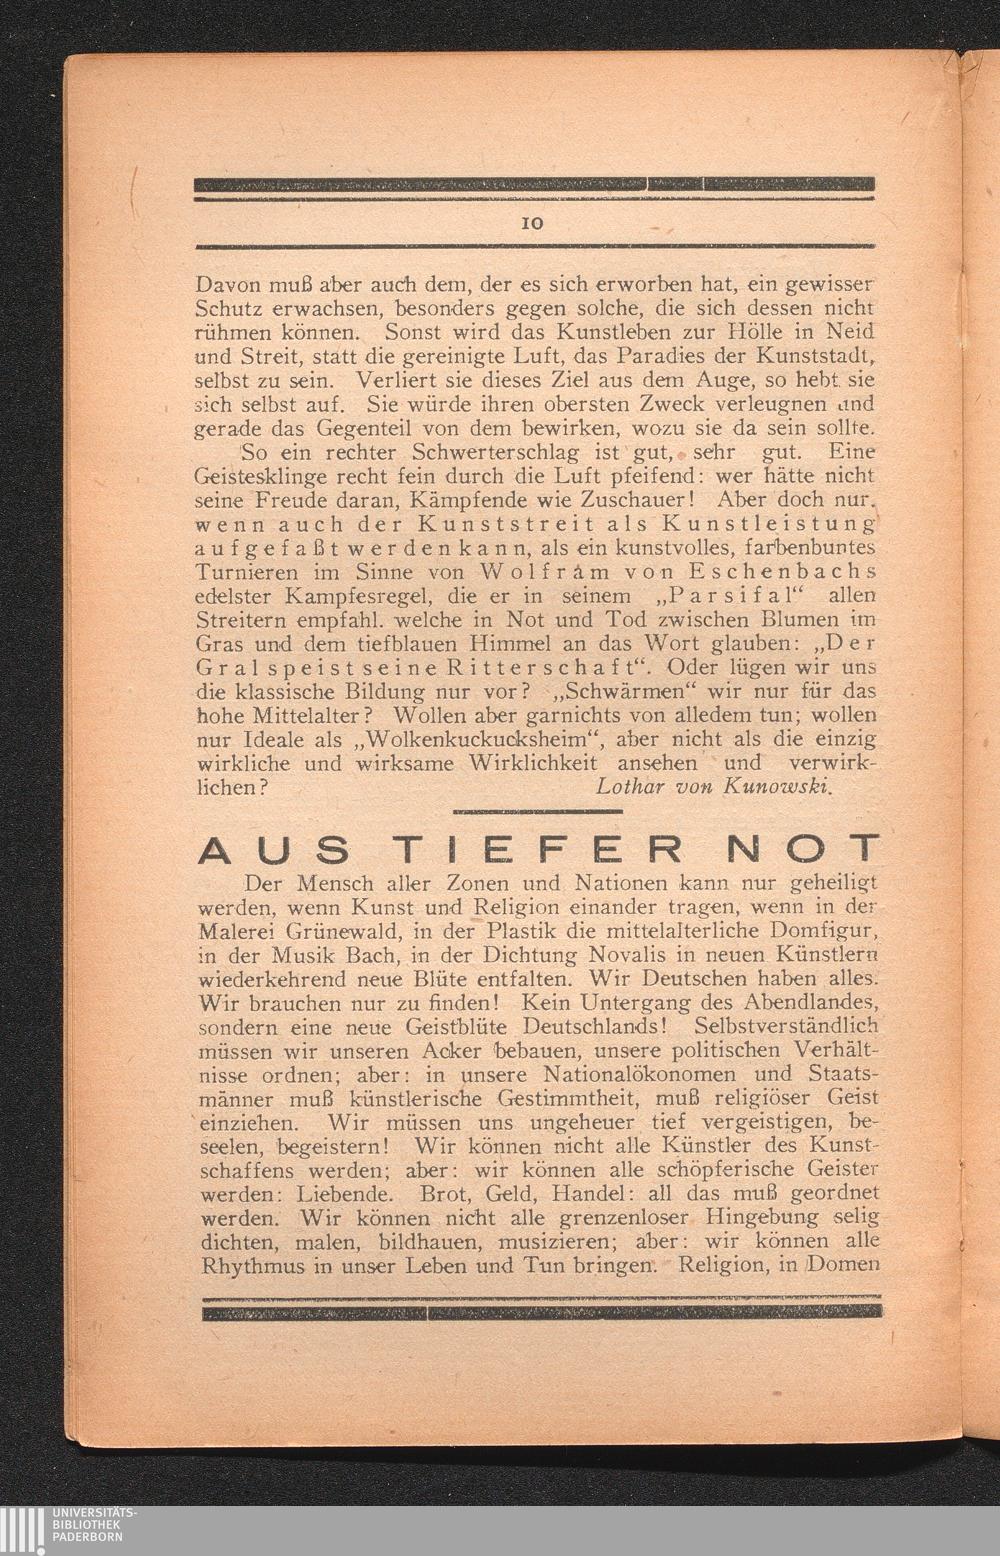 10
Davon muß aber auch dem, der es sich erworben hat, ein gewisser
Schutz erwachsen, besonders gegen solche, die sich dessen nicht
rühmen können. Sonst wird das Kunstleben zur Hölle in Neid
und Streit, statt die gereinigte Luft, das Paradies der Kunststadt,
selbst zu sein. Verliert sie dieses Ziel aus dem Auge, so hebt sie
sich selbst auf. Sie würde ihren obersten Zweck verleugnen und
gerade das Gegenteil von dem bewirken, wozu sie da sein sollte.
So ein rechter Schwerterschlag ist gut, sehr gut. Eine
Geistesklinge recht fein durch die Luft pfeifend: wer hätte nicht
seine Freude daran, Kämpfende wie Zuschauer! Aber doch nur.
wenn auch der Kunststreit als Kunstleistung
aufgefaßt werden kann, als ein kunstvolles, farbenbuntes
Turnieren im Sinne von Wolfram von Eschenbachs
edelster Kampfesregel, die er in seinem „Parsifal“ allen
Streitern empfahl. welche in Not und Tod zwischen Blumen im
Gras und dem tiefblauen Himmel an das Wort glauben: „Der
Gral speist seine Ritterschaft“. Oder lügen wir uns
die klassische Bildung nur vor? „Schwärmen“ wir nur für das
hohe Mittelalter? Wollen aber garnichts von alledem tun; wollen
nur Ideale als „Wolkenkuckucksheim“, aber nicht als die einzig
wirkliche und wirksame Wirklichkeit ansehen und verwirk-
lichen? Lothar von Kunowski.
AUS TIEFER NOT
Der Mensch aller Zonen und Nationen kann nur geheiligt
werden, wenn Kunst und Religion einander tragen, wenn in der
Malerei Grünewald, in der Plastik die mittelalterliche Domfigur,
in der Musik Bach, in der Dichtung Novalis in neuen Künstlern
wiederkehrend neue Blüte entfalten. Wir Deutschen haben alles.
Wir brauchen nur zu finden! Kein Untergang des Abendlandes,
sondern eine neue Geistblüte Deutschlands! Selbstverständlich
müssen wir unseren Acker bebauen, unsere politischen Verhält-
nisse ordnen; aber: in unsere Nationalökonomen und Staats-
männer muß künstlerische Gestimmtheit, muß religiöser Geist
einziehen. Wir müssen uns ungeheuer tief vergeistigen, be-
seelen, begeistern! Wir können nicht alle Künstler des Kunst-
schaffens werden; aber: wir können alle schöpferische Geister
werden: Liebende. Brot, Geld, Handel: all das muß geordnet
werden. Wir können nicht alle grenzenloser Hingebung selig
dichten, malen, bildhauen, musizieren; aber: wir können alle
Rhythmus in unser Leben und Tun bringen. Religion, in Domen
UNIVERSITÄTS-
BIBLIOTHEK
PADERBORN